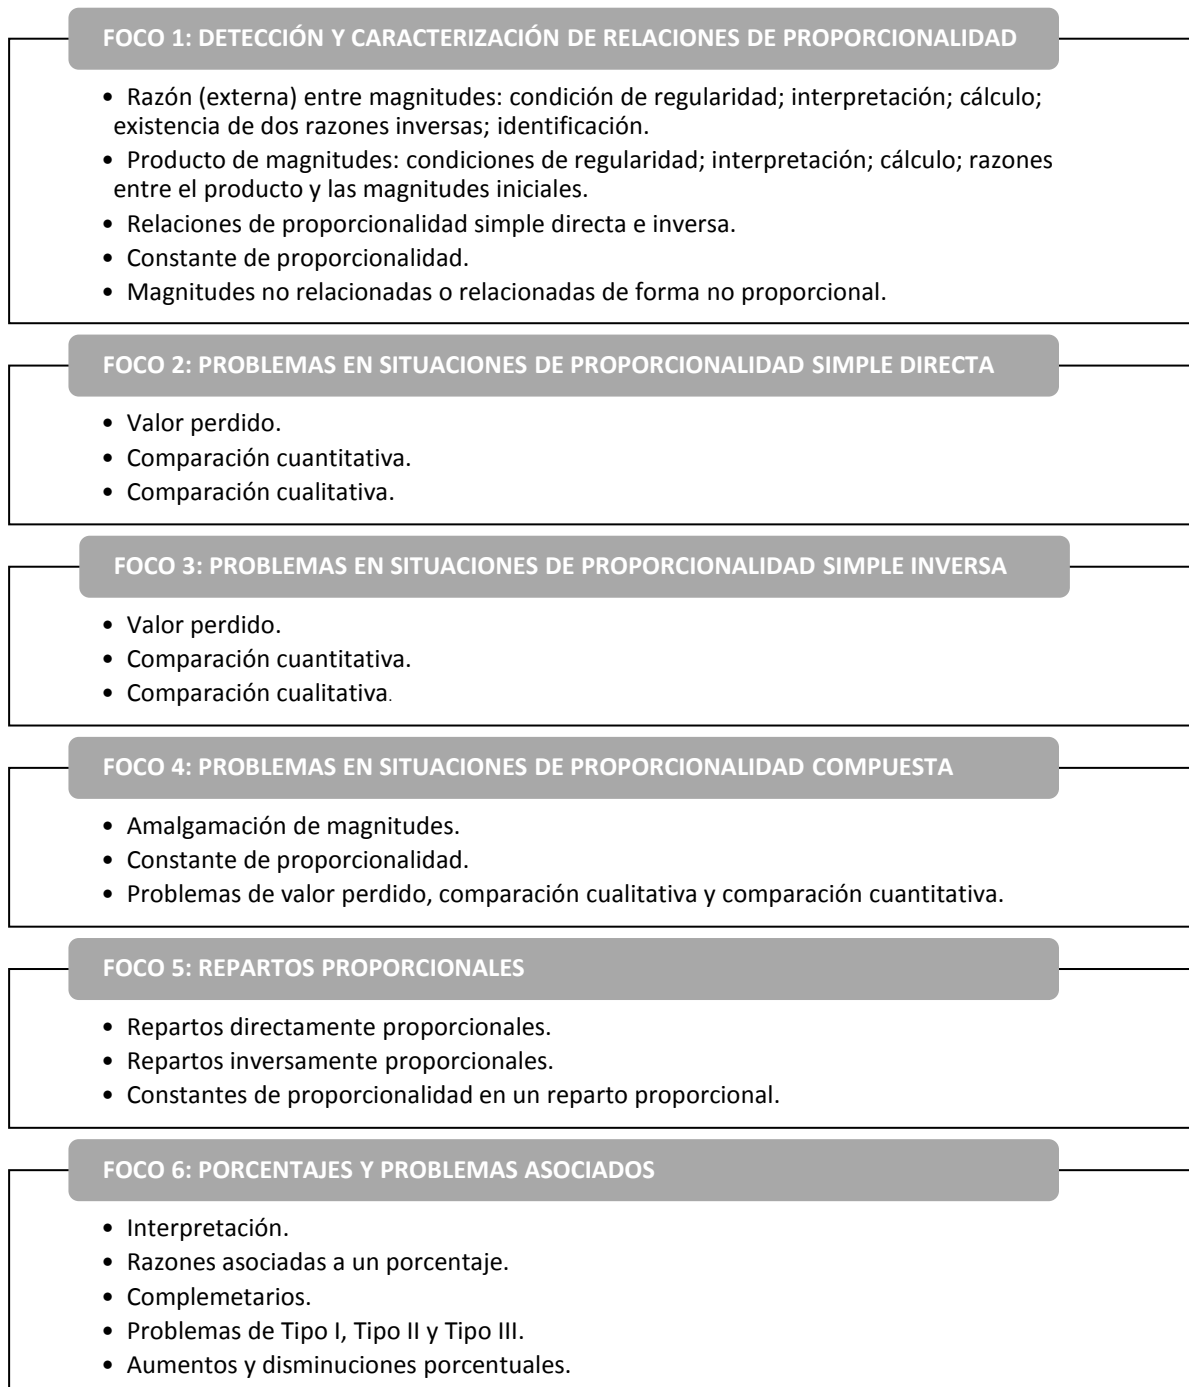 FOCO 1: DETECCIÓN Y CARACTERIZACIÓN DE RELACIONES DE PROPORCIONALIDAD
• Razón (externa) entre magnitudes: condición de regularidad; interpretación; cálculo;
existencia de dos razones inversas; identificación.
• Producto de magnitudes: condiciones de regularidad; interpretación; cálculo; razones
entre el producto y las magnitudes iniciales.
• Relaciones de proporcionalidad simple directa e inversa.
• Constante de proporcionalidad.
• Magnitudes no relacionadas o relacionadas de forma no proporcional.
FOCO 2: PROBLEMAS EN SITUACIONES DE PROPORCIONALIDAD SIMPLE DIRECTA
• Valor perdido.
• Comparación cuantitativa.
• Comparación cualitativa.
FOCO 3: PROBLEMAS EN SITUACIONES DE PROPORCIONALIDAD SIMPLE INVERSA
• Valor perdido.
• Comparación cuantitativa.
• Comparación cualitativa.
FOCO 4: PROBLEMAS EN SITUACIONES DE PROPORCIONALIDAD COMPUESTA
• Amalgamación de magnitudes.
• Constante de proporcionalidad.
• Problemas de valor perdido, comparación cualitativa y comparación cuantitativa.
FOCO 5: REPARTOS PROPORCIONALES
• Repartos directamente proporcionales.
• Repartos inversamente proporcionales.
• Constantes de proporcionalidad en un reparto proporcional.
FOCO 6: PORCENTAJES Y PROBLEMAS ASOCIADOS
• Interpretación.
• Razones asociadas a un porcentaje.
• Complemetarios.
• Problemas de Tipo I, Tipo II y Tipo III.
• Aumentos y disminuciones porcentuales.